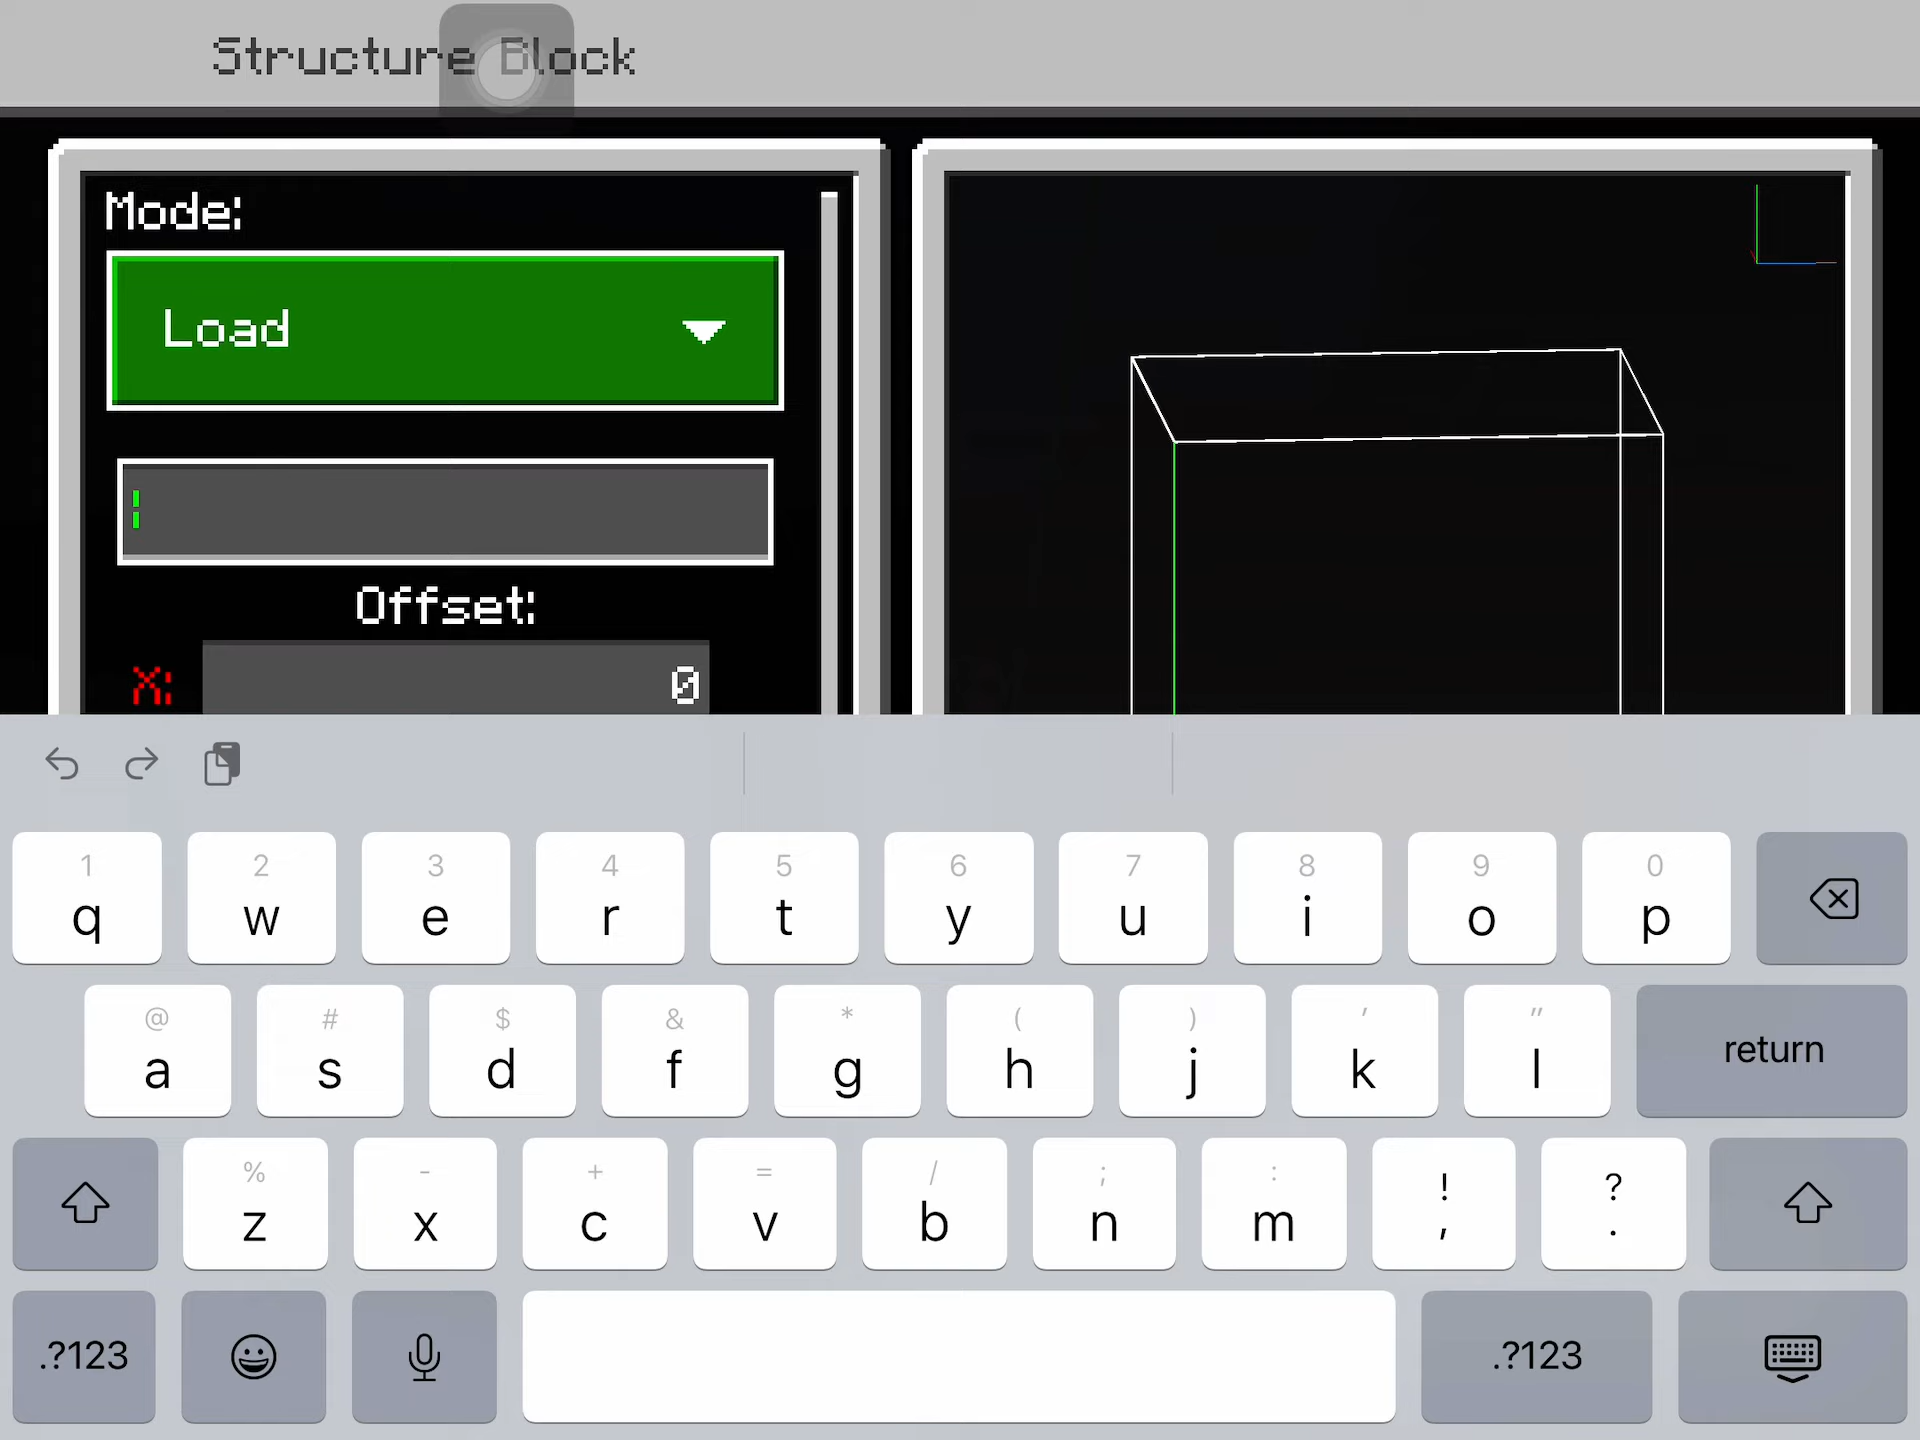 Structure Block
Mode:
Load
Offset:
X: 0
1 2 3 4 5 6 7 8 9 0
q w e r t y u i o p
@ # $ & * ( ) ' "
a s d f g h j k l return
% - + = / ; : ! ?
z x c v b n m , .
.?123 .?123